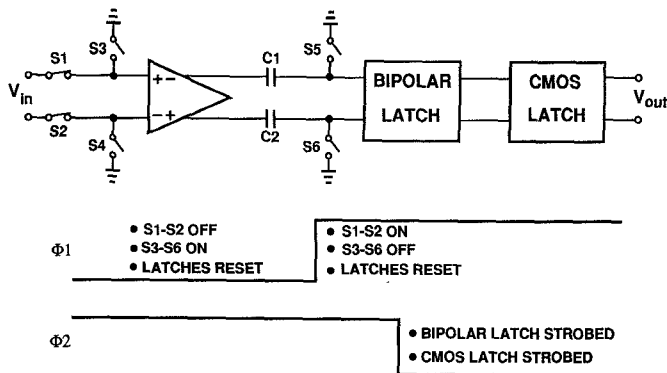 S3
S5
S1
C1
V_in
+ -
- +
S2
C2
S4
S6
BIPOLAR
LATCH
CMOS
LATCH
V_out
Φ1
• S1-S2 OFF
• S3-S6 ON
• LATCHES RESET
• S1-S2 ON
• S3-S6 OFF
• LATCHES RESET
Φ2
• BIPOLAR LATCH STROBED
• CMOS LATCH STROBED